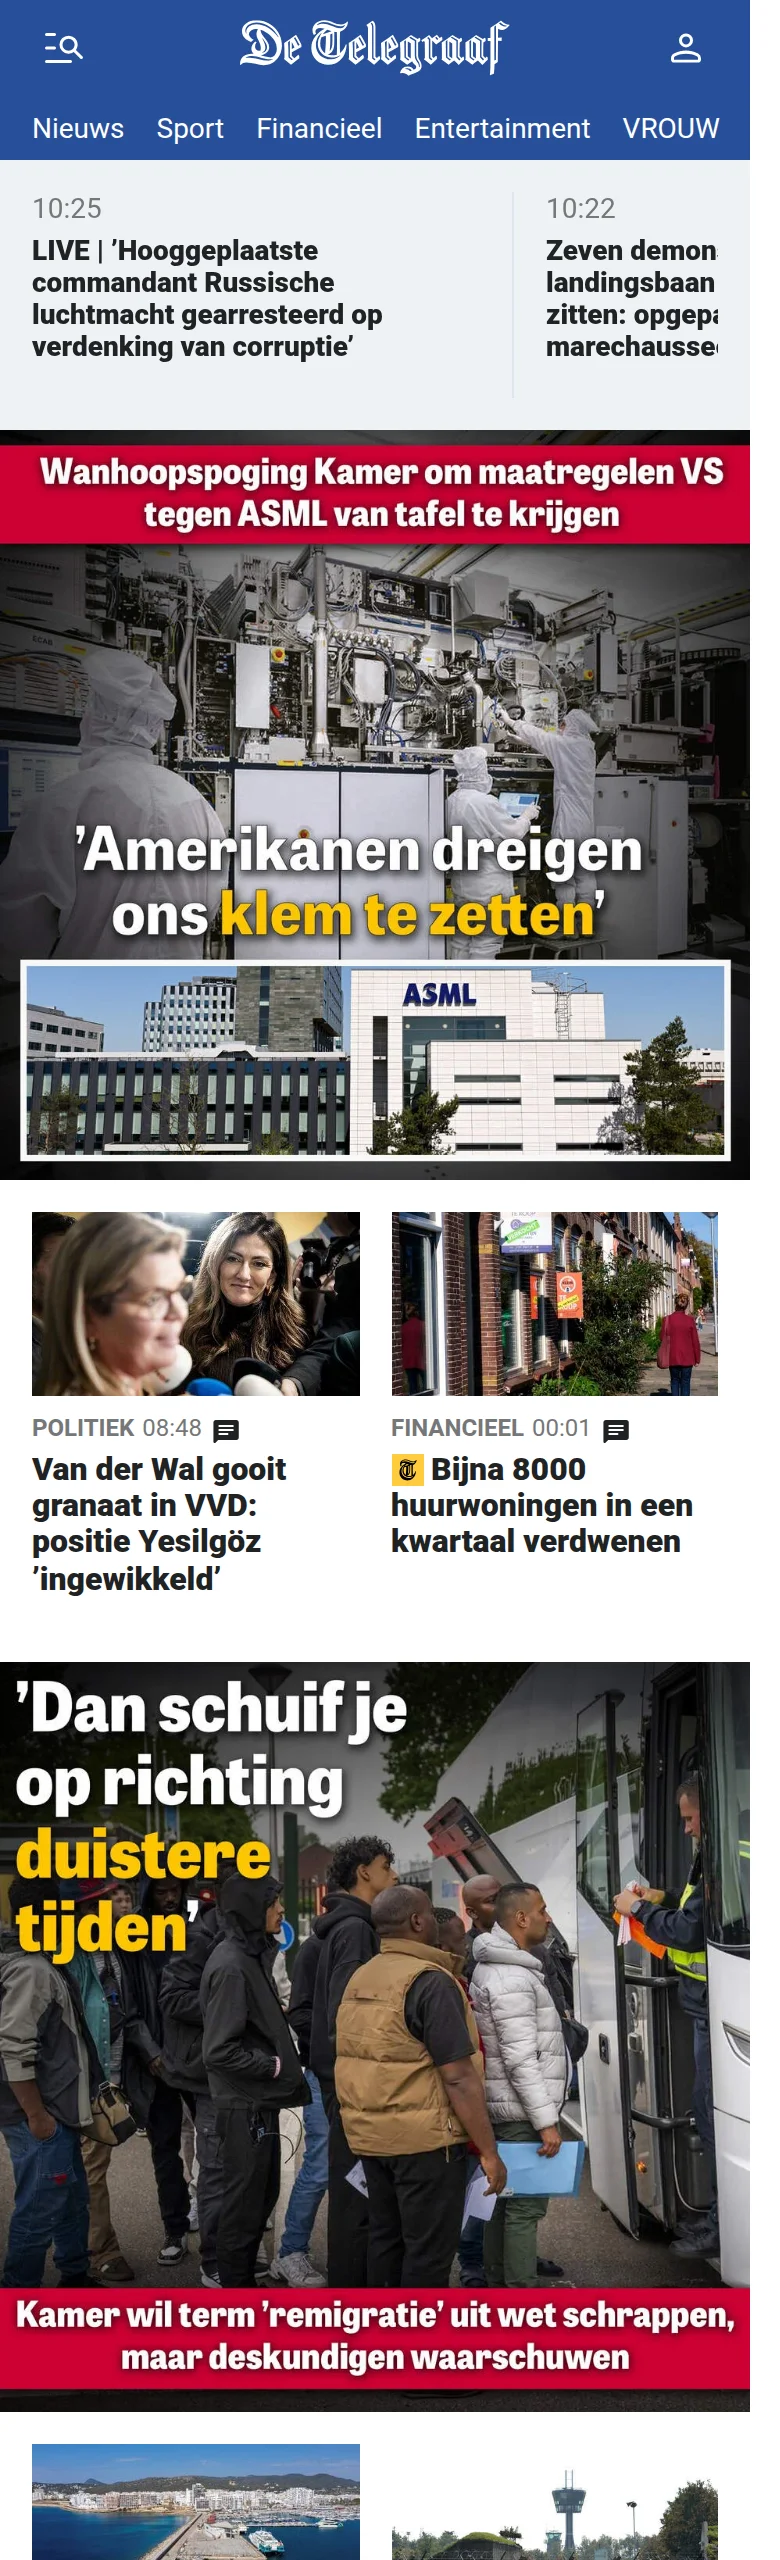 De Telegraaf
Nieuws Sport Financieel Entertainment VROUW
10:25
LIVE | ’Hooggeplaatste
commandant Russische
luchtmacht gearresteerd op
verdenking van corruptie’
10:22
Zeven
landingsbaan
zitten:
Wanhoopspoging Kamer om maatregelen VS
tegen ASML van tafel te krijgen
’Amerikanen dreigen
ons klem te zetten’
ASML
POLITIEK 08:48
Van der Wal gooit
granaat in VVD:
positie Yesilgöz
’ingewikkeld’
FINANCIEEL 00:01
T Bijna 8000
huurwoningen in een
kwartaal verdwenen
’Dan schuif je
op richting
duistere
tijden’
Kamer wil term ’remigratie’ uit wet schrappen,
maar deskundigen waarschuwen